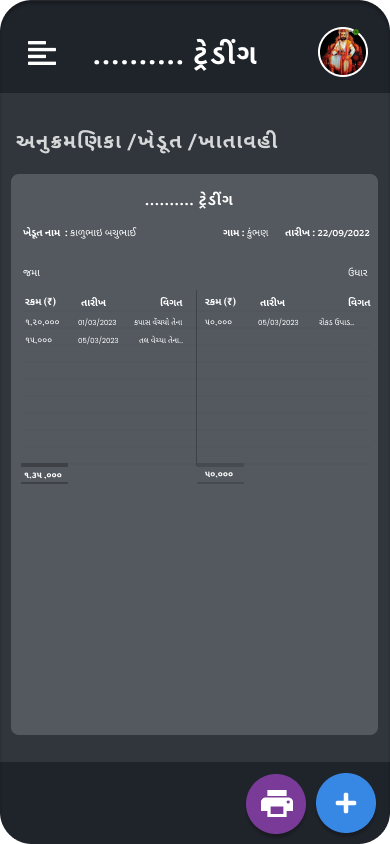 .......... ટ્રેડીંગ
અનુક્રમણિકા /ખેડૂત /ખાતાવહી
.......... ટ્રેડીંગ
ખેડૂત નામ : કાળુભાઇ બચુભાઈ ગામ : કુંભણ તારીખ : 22/09/2022
જમા ઉધાર
રકમ (₹) તારીખ વિગત રકમ (₹) તારીખ વિગત
૧,૨૦,૦૦૦ 01/03/2023 કપાસ વેંચ્યો તેના ૫૦,૦૦૦ 05/03/2023 રોકડ ઉપાડ..
૧૫,૦૦૦ 05/03/2023 તલ વેચ્યા તેના..
૧,૩૫ ,૦૦૦ ૫૦,૦૦૦